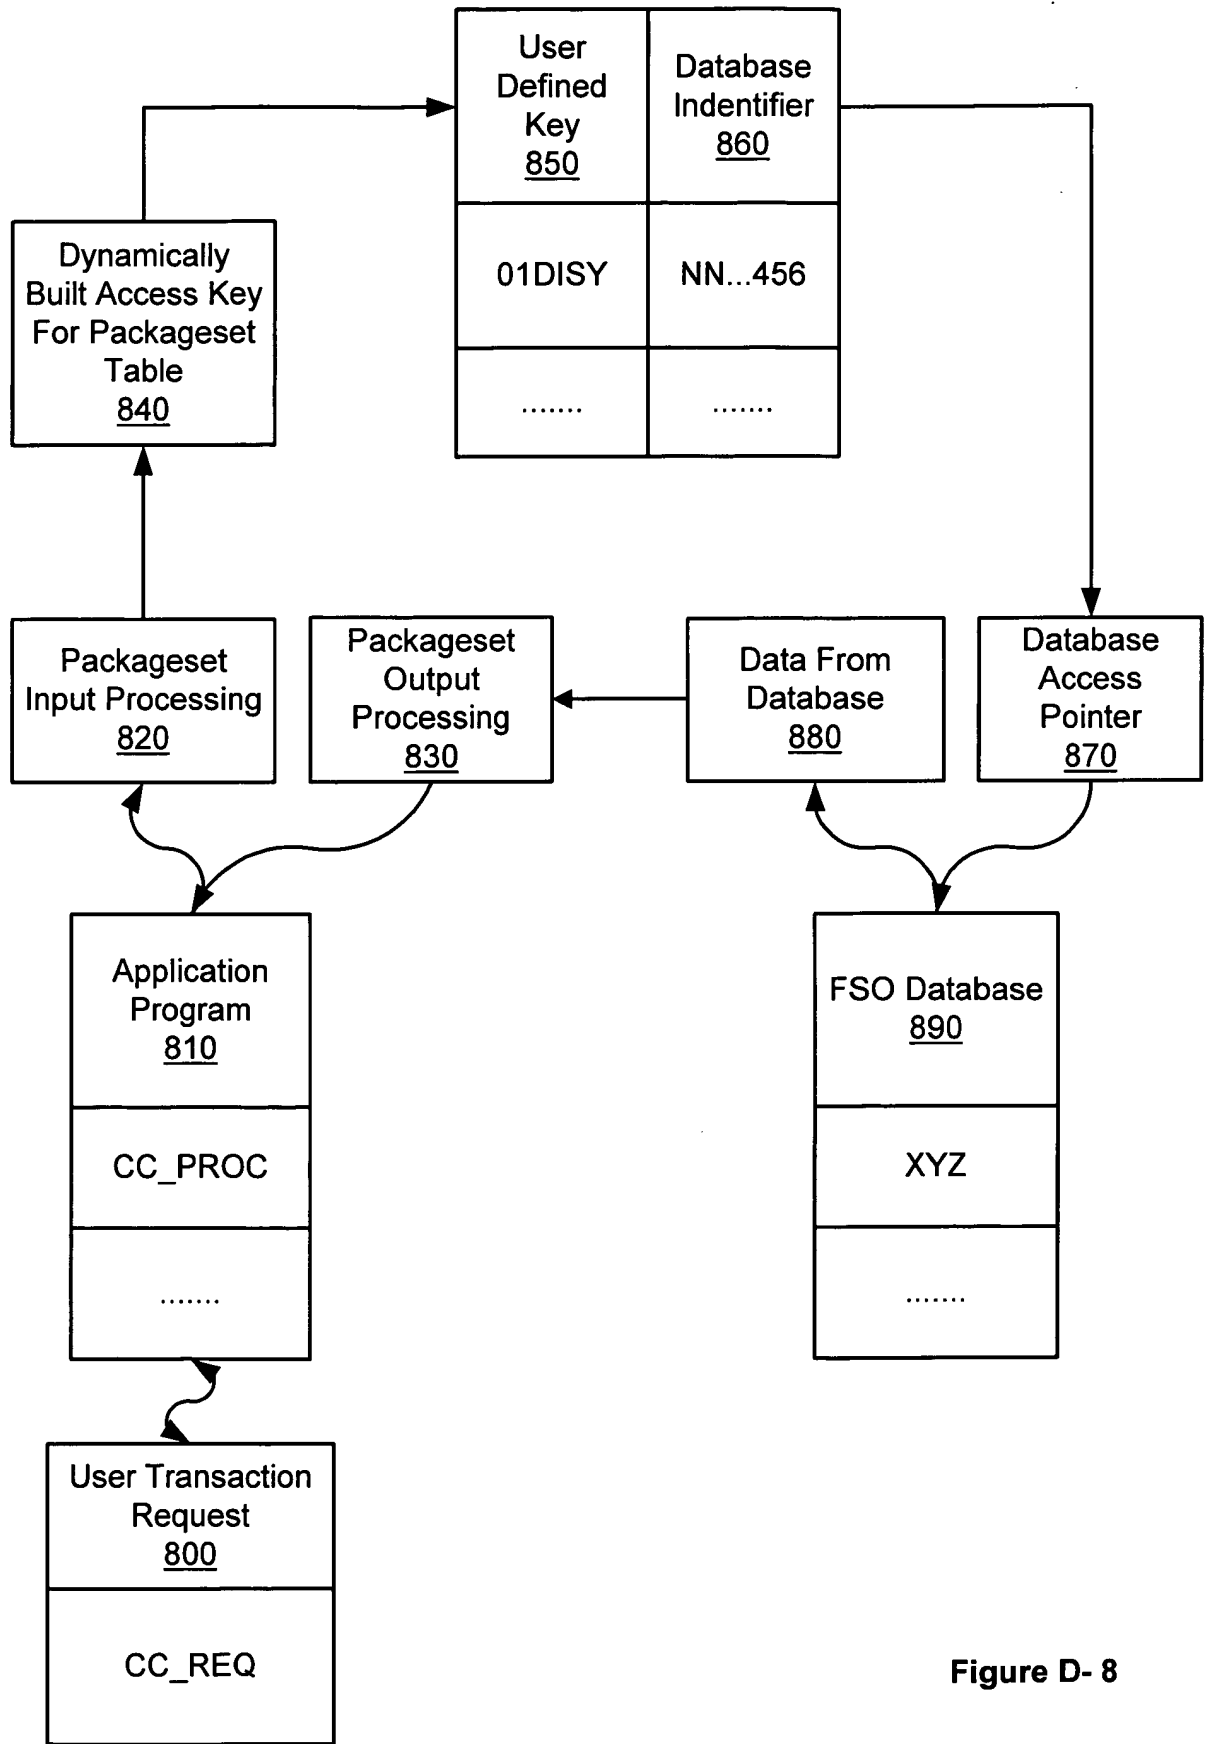 User
Defined
Key
850
Database
Indentifier
860
01DISY
NN...456
.......
.......
Dynamically
Built Access Key
For Packageset
Table
840
Packageset
Input Processing
820
Packageset
Output
Processing
830
Data From
Database
880
Database
Access
Pointer
870
Application
Program
810
CC_PROC
.......
FSO Database
890
XYZ
.......
User Transaction
Request
800
CC_REQ
Figure D- 8